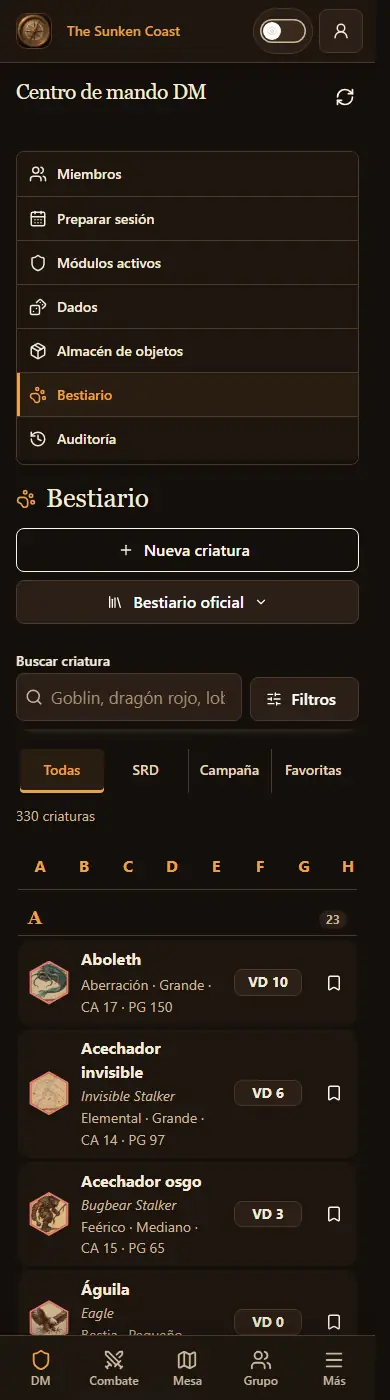 The Sunken Coast
Centro de mando DM
Miembros
Preparar sesión
Módulos activos
Dados
Almacén de objetos
Bestiario
Auditoría
Bestiario
Nueva criatura
Bestiario oficial
Buscar criatura
Goblin, dragón rojo, lob
Filtros
Todas
SRD
Campaña
Favoritas
330 criaturas
A B C D E F G H
A
23
Aboleth
Aberración · Grande ·
CA 17 · PG 150
VD 10
Acechador
invisible
Invisible Stalker
Elemental · Grande ·
CA 14 · PG 97
VD 6
Acechador osgo
Bugbear Stalker
Feérico · Mediano ·
CA 15 · PG 65
VD 3
Águila
Eagle
Bestia · Pequeño ·
VD 0
DM
Combate
Mesa
Grupo
Más